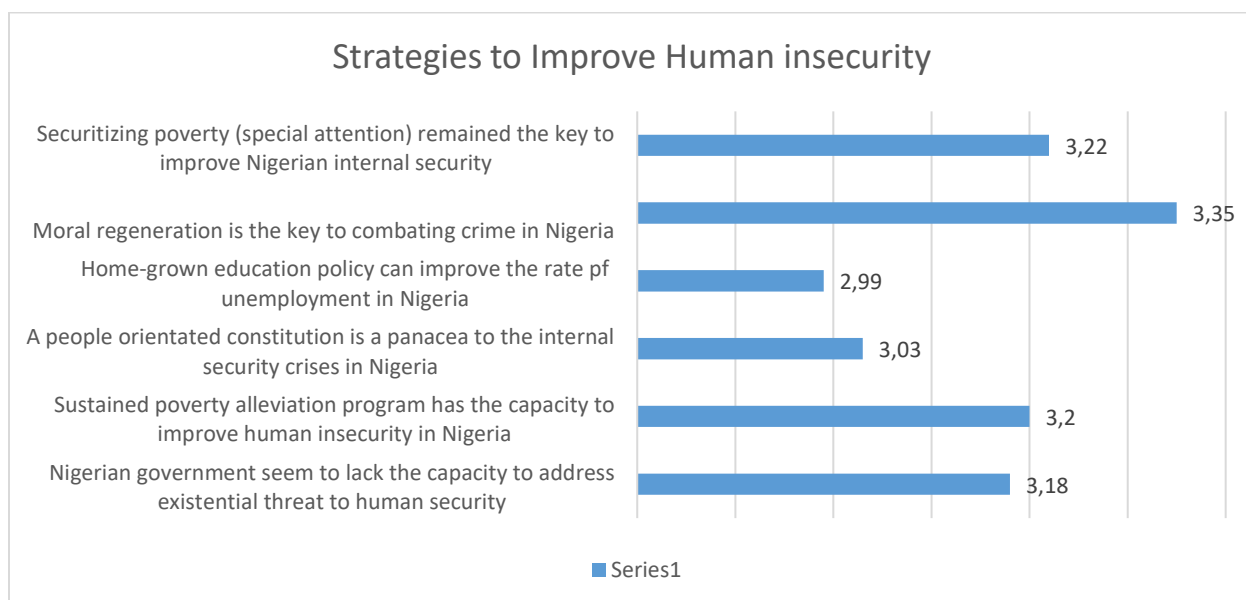 Strategies to Improve Human insecurity
Securitizing poverty (special attention) remained the key to
improve Nigerian internal security
3,22
Moral regeneration is the key to combating crime in Nigeria
3,35
Home-grown education policy can improve the rate pf
unemployment in Nigeria
2,99
A people orientated constitution is a panacea to the internal
security crises in Nigeria
3,03
Sustained poverty alleviation program has the capacity to
improve human insecurity in Nigeria
3,2
Nigerian government seem to lack the capacity to address
existential threat to human security
3,18
Series1